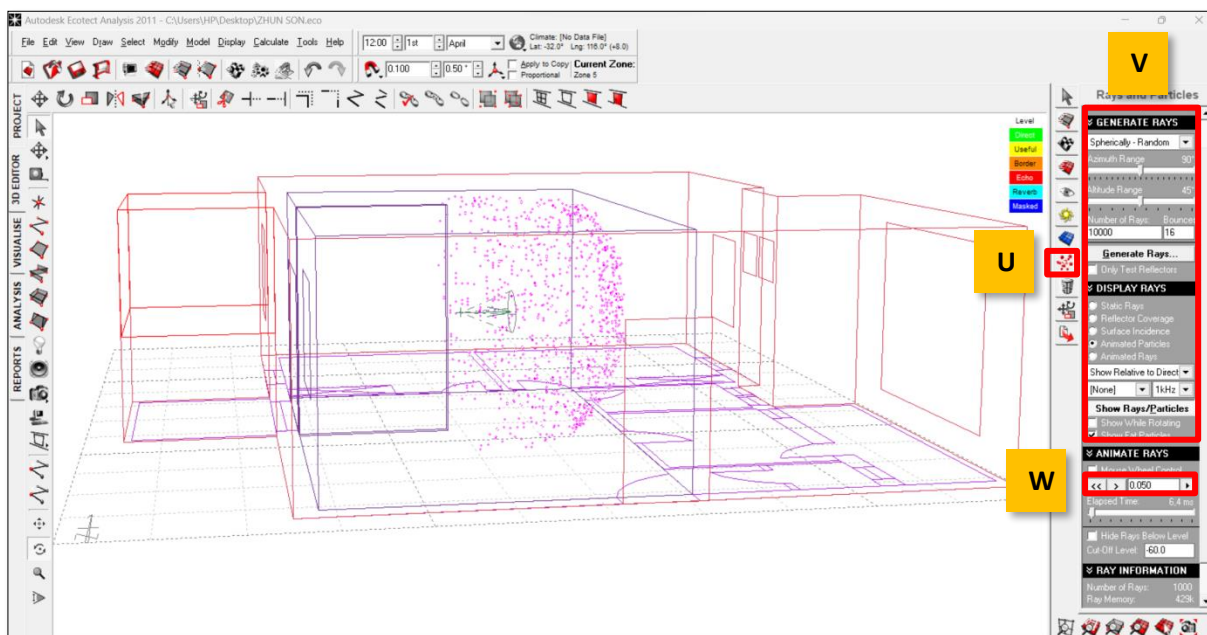 Autodesk Ecotect Analysis 2011 - C:\Users\HP\Desktop\ZHUN SON.eco
File Edit View Draw Select Modify Model Display Calculate Tools Help
12:00 1st April
Climate: [No Data File]
Lat: -32.0° Lng: 116.0° (+8.0)
0.100 0.50 °
Apply to Copy
Proportional
Current Zone:
Zone 5
PROJECT
3D EDITOR
VISUALISE
ANALYSIS
REPORTS
Level
Direct
Useful
Border
Echo
Reverb
Masked
U
V
W
Rays and Particles
GENERATE RAYS
Spherically - Random
Azimuth Range 90°
Altitude Range 45°
Number of Rays: Bounce
10000 16
Generate Rays...
Only Test Reflectors
DISPLAY RAYS
Static Rays
Reflector Coverage
Surface Incidence
Animated Particles
Animated Rays
Show Relative to Direct
[None] 1kHz
Show Rays/Particles
Show While Rotating
Show Fat Particles
ANIMATE RAYS
Mouse Wheel Control
<< > 0.050
Elapsed Time: 6.4 ms
Hide Rays Below Level
Cut-Off Level: -60.0
RAY INFORMATION
Number of Rays: 1000
Ray Memory: 429k